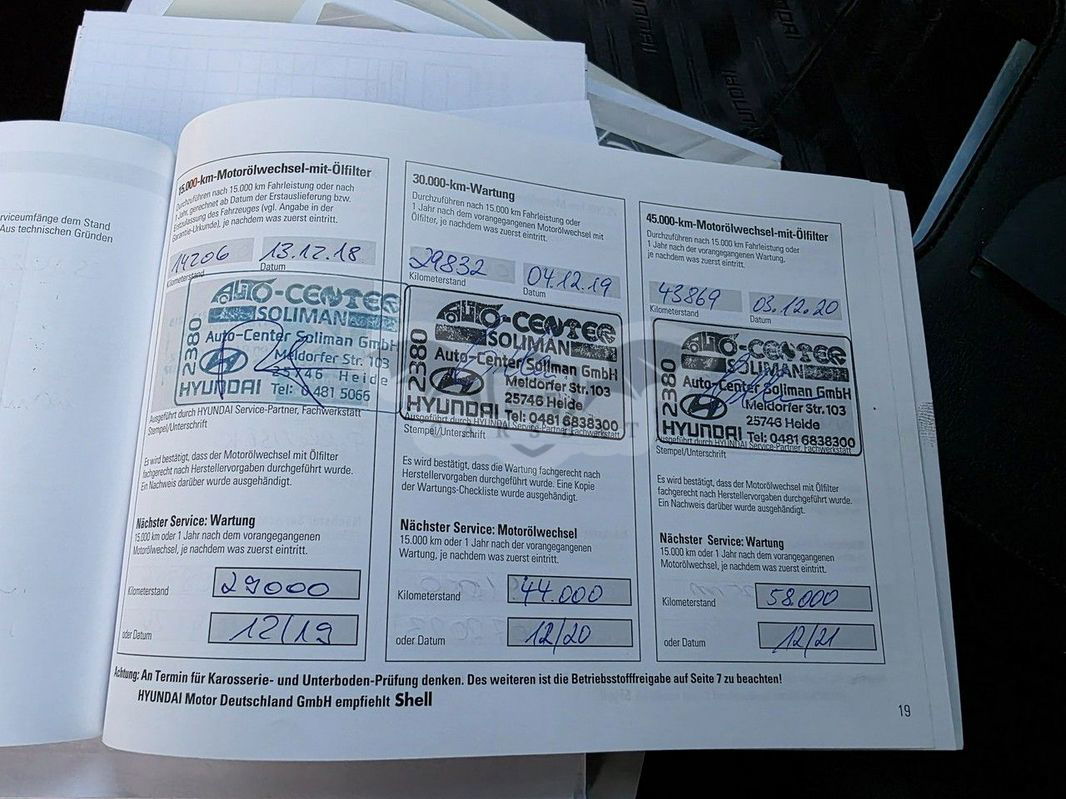 rviceumfänge dem Stand
Aus technischen Gründen
15.000-km-Motorölwechsel-mit-Ölfilter
Durchzuführen nach 15.000 km Fahrleistung oder nach
1 Jahr, gerechnet ab Datum der Erstauslieferung bzw.
Erstzulassung des Fahrzeuges (vgl. Angabe in der
Garantie-Urkunde), je nachdem was zuerst eintritt.
14206 13.12.18
Kilometerstand Datum
AUTO-CENTER
SOLIMAN
Auto-Center Soliman GmbH
2380
Meldorfer Str. 103
25746 Heide
HYUNDAI Tel: 0481 5066
Ausgeführt durch HYUNDAI Service-Partner, Fachwerkstatt
Stempel/Unterschrift
Es wird bestätigt, dass der Motorölwechsel mit Ölfilter
fachgerecht nach Herstellervorgaben durchgeführt wurde.
Ein Nachweis darüber wurde ausgehändigt.
Nächster Service: Wartung
15.000 km oder 1 Jahr nach dem vorangegangenen
Motorölwechsel, je nachdem was zuerst eintritt.
Kilometerstand 29000
oder Datum 12/19
30.000-km-Wartung
Durchzuführen nach 15.000 km Fahrleistung oder
1 Jahr nach dem vorangegangenen Motorölwechsel mit
Ölfilter, je nachdem was zuerst eintritt.
29832 04.12.19
Kilometerstand Datum
AUTO-CENTER
SOLIMAN
Auto-Center Soliman GmbH
2380
Meldorfer Str. 103
25746 Heide
HYUNDAI Tel: 0481 6838300
Ausgeführt durch HYUNDAI Service-Partner, Fachwerkstatt
Stempel/Unterschrift
Es wird bestätigt, dass die Wartung fachgerecht nach
Herstellervorgaben durchgeführt wurde. Eine Kopie
der Wartungs-Checkliste wurde ausgehändigt.
Nächster Service: Motorölwechsel
15.000 km oder 1 Jahr nach der vorangegangenen
Wartung, je nachdem was zuerst eintritt.
Kilometerstand 44.000
oder Datum 12/20
45.000-km-Motorölwechsel-mit-Ölfilter
Durchzuführen nach 15.000 km Fahrleistung oder
1 Jahr nach der vorangegangenen Wartung,
je nachdem was zuerst eintritt.
43869 03.12.20
Kilometerstand Datum
AUTO-CENTER
SOLIMAN
Auto-Center Soliman GmbH
2380
Meldorfer Str. 103
25746 Heide
HYUNDAI Tel: 0481 6838300
Ausgeführt durch HYUNDAI Service-Partner, Fachwerkstatt
Stempel/Unterschrift
Es wird bestätigt, dass der Motorölwechsel mit Ölfilter
fachgerecht nach Herstellervorgaben durchgeführt wurde.
Ein Nachweis darüber wurde ausgehändigt.
Nächster Service: Wartung
15.000 km oder 1 Jahr nach dem vorangegangenen
Motorölwechsel, je nachdem was zuerst eintritt.
Kilometerstand 58.000
oder Datum 12/21
Achtung: An Termin für Karosserie- und Unterboden-Prüfung denken. Des weiteren ist die Betriebsstofffreigabe auf Seite 7 zu beachten!
HYUNDAI Motor Deutschland GmbH empfiehlt Shell
19
HYUNDAI